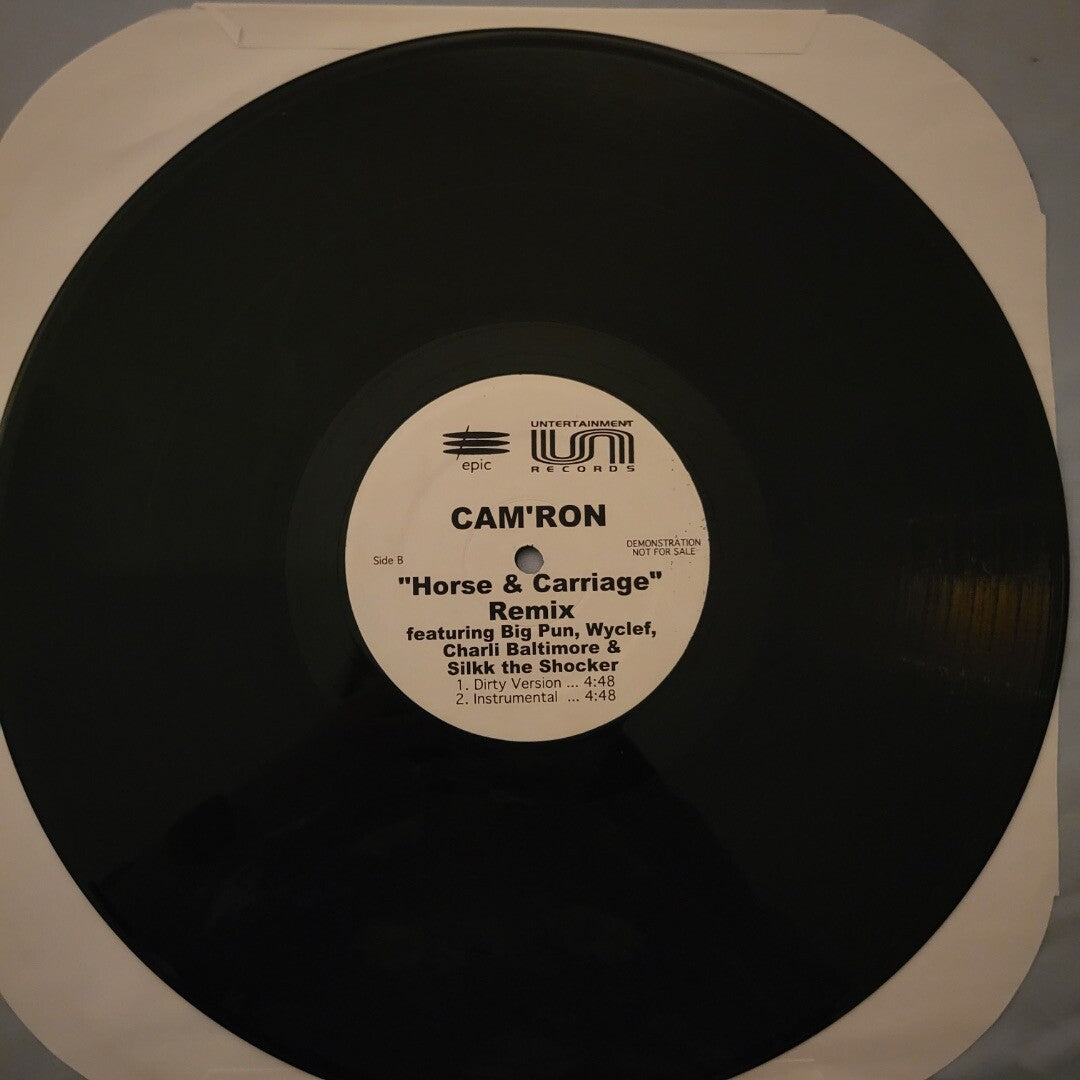 epic
UNTERTAINMENT
UN
RECORDS
CAM'RON
Side B
DEMONSTRATION
NOT FOR SALE
"Horse & Carriage"
Remix
featuring Big Pun, Wyclef,
Charli Baltimore &
Silkk the Shocker
1. Dirty Version ... 4:48
2. Instrumental ... 4:48